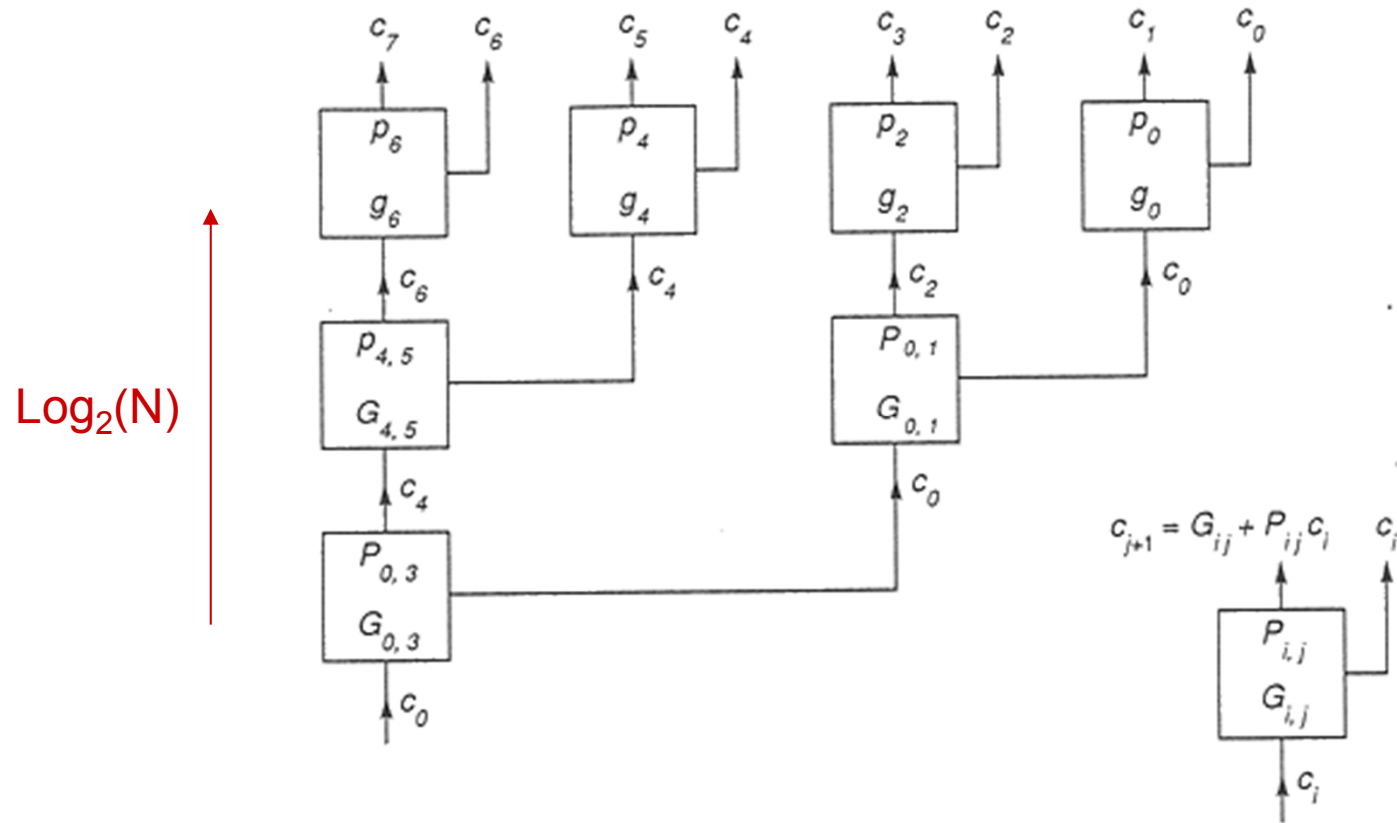 c7 c6 c5 c4 c3 c2 c1 c0
p6 p4 p2 p0
g6 g4 g2 g0
c6 c4 c2 c0
p4,5 P0,1
Log2(N)
G4,5 G0,1
c4 c0
cj+1 = Gij + Pij ci ci
P0,3
G0,3
Pi,j
Gi,j
c0
ci